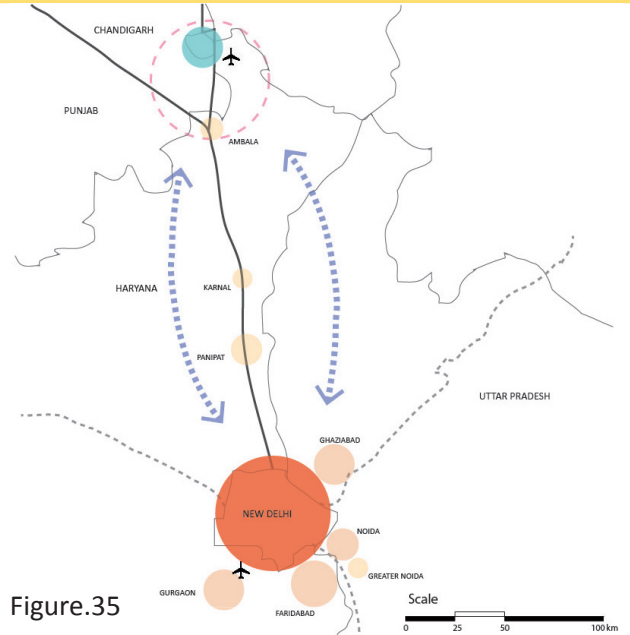 CHANDIGARH
PUNJAB
AMBALA
HARYANA
KARNAL
PANIPAT
UTTAR PRADESH
GHAZIABAD
NEW DELHI
NOIDA
GREATER NOIDA
GURGAON
FARIDABAD
Figure.35
Scale
0 25 50 100 km